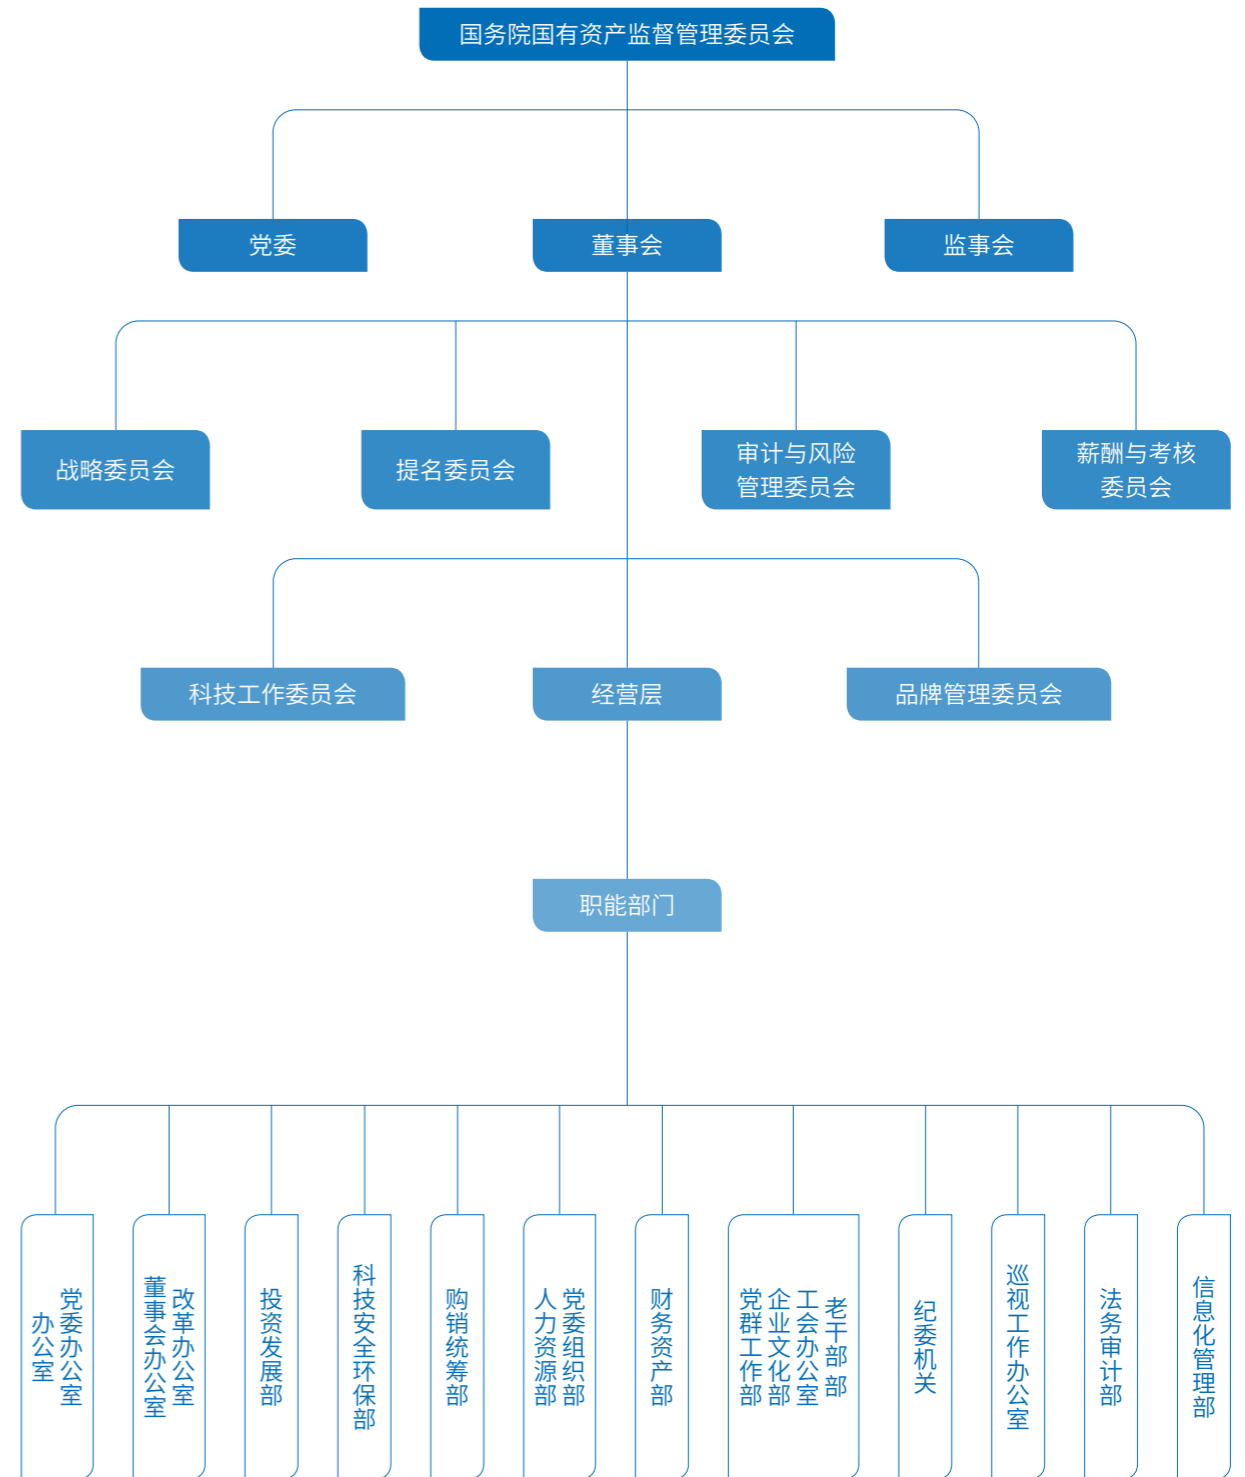 国务院国有资产监督管理委员会
党委
董事会
监事会
战略委员会
提名委员会
审计与风险
管理委员会
薪酬与考核
委员会
科技工作委员会
经营层
品牌管理委员会
职能部门
党委办公室
办公室
改革办公室
董事会办公室
投资发展部
科技安全环保部
购销统筹部
党委组织部
人力资源部
财务资产部
党群工作部
企业文化部
工会办公室
老干部 部
纪委机关
巡视工作办公室
法务审计部
信息化管理部